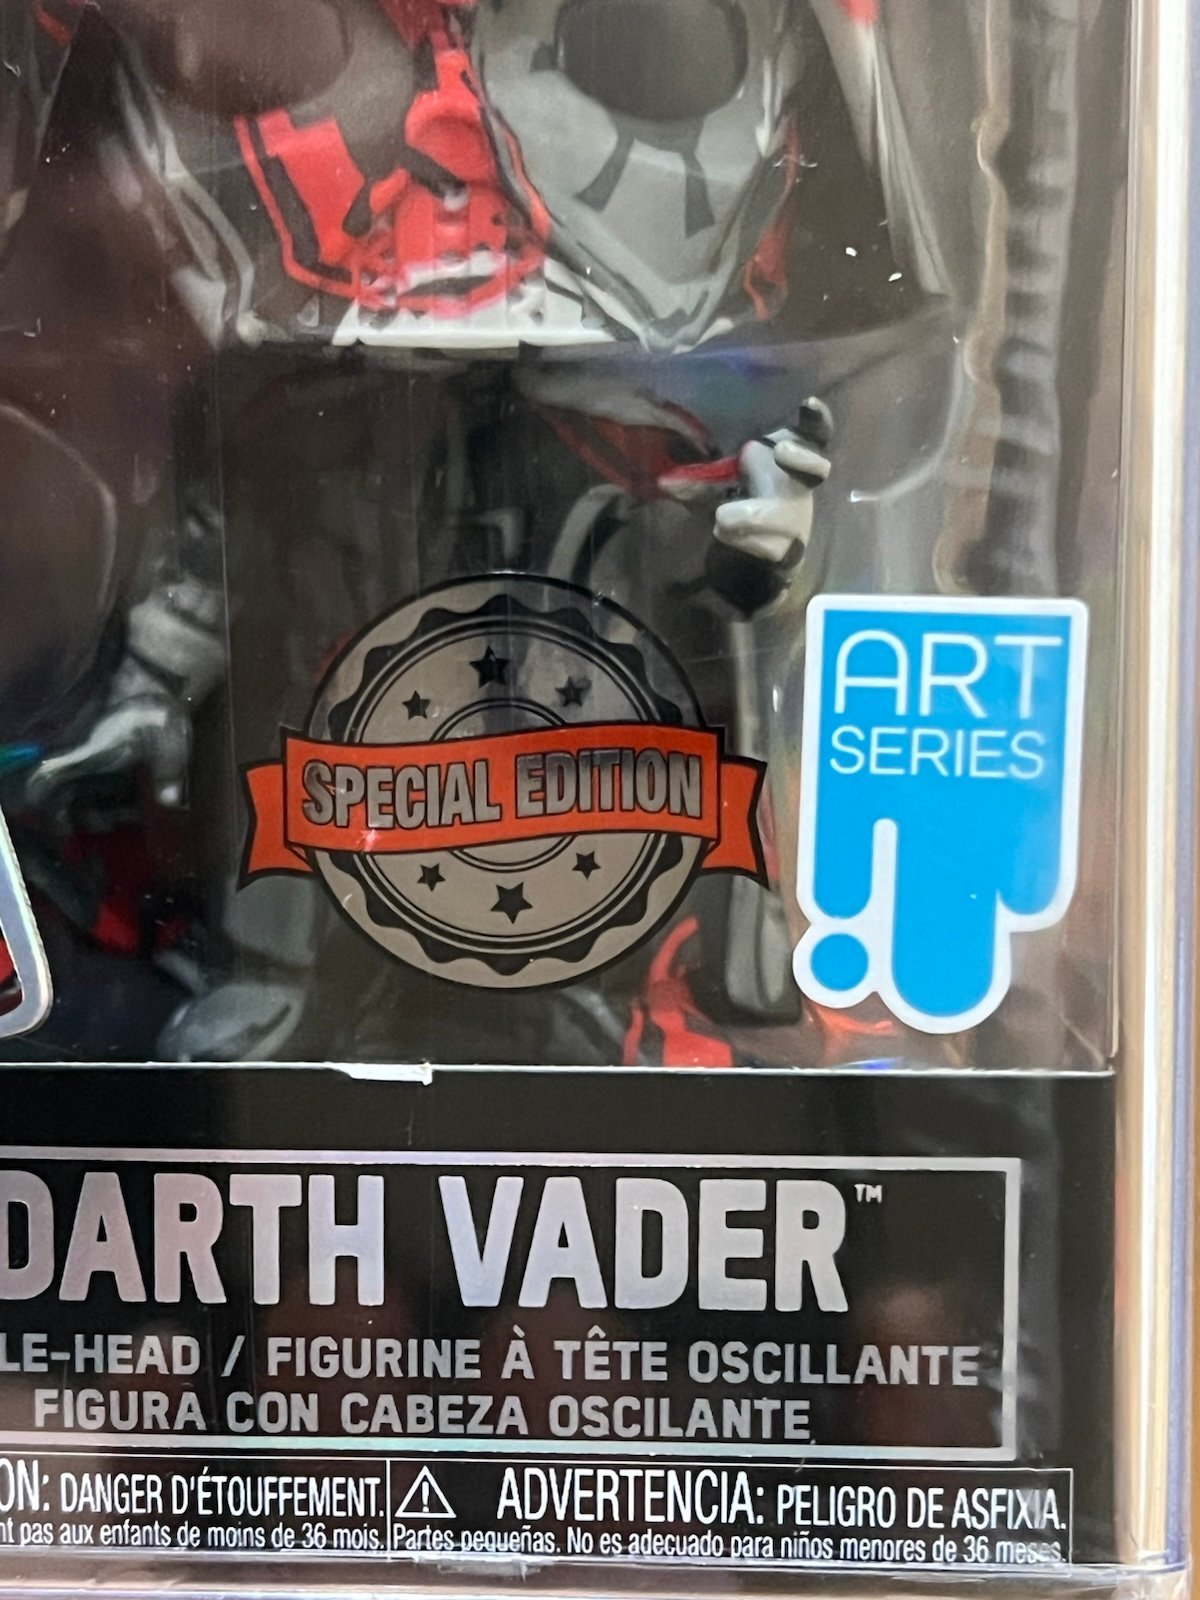 SPECIAL EDITION
ART
SERIES
DARTH VADER™
LE-HEAD / FIGURINE À TÊTE OSCILLANTE
FIGURA CON CABEZA OSCILANTE
ON: DANGER D'ÉTOUFFEMENT.
nt pas aux enfants de moins de 36 mois.
ADVERTENCIA: PELIGRO DE ASFIXIA.
Partes pequeñas. No es adecuado para niños menores de 36 meses.